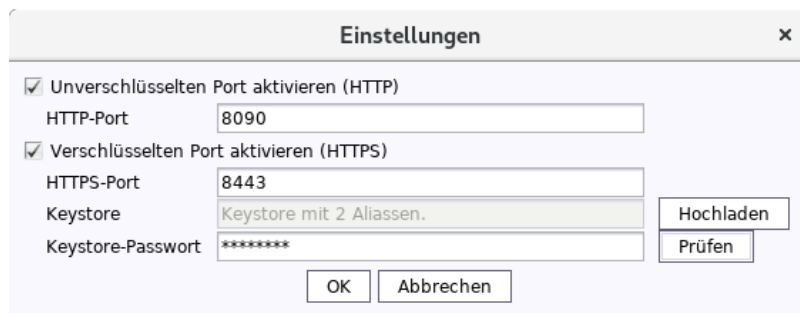 Einstellungen ×
Unverschlüsselten Port aktivieren (HTTP)
HTTP-Port 8090
Verschlüsselten Port aktivieren (HTTPS)
HTTPS-Port 8443
Keystore Keystore mit 2 Aliassen. Hochladen
Keystore-Passwort ******** Prüfen
OK Abbrechen